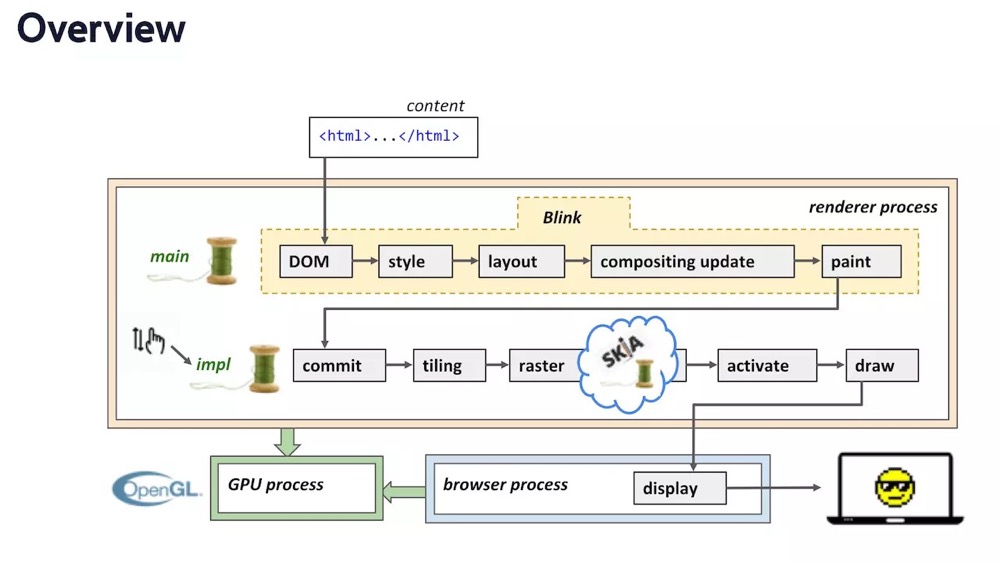 Overview
content
<html>...</html>
renderer process
Blink
main
DOM
style
layout
compositing update
paint
impl
commit
tiling
raster
SKIA
activate
draw
OpenGL.
GPU process
browser process
display